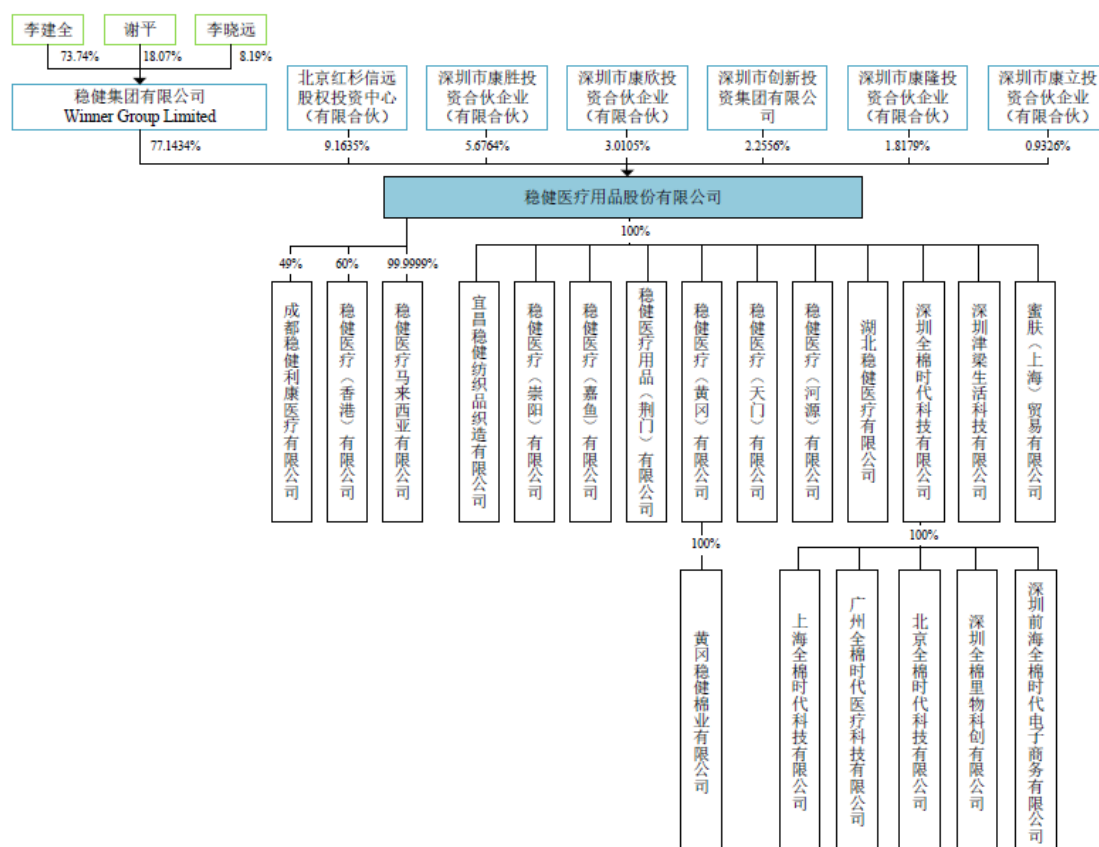 李建全
谢平
李晓远
73.74%
18.07%
8.19%
稳健集团有限公司
Winner Group Limited
北京红杉信远
股权投资中心
（有限合伙）
深圳市康胜投
资合伙企业
（有限合伙）
深圳市康欣投
资合伙企业
（有限合伙）
深圳市创新投
资集团有限公
司
深圳市康隆投
资合伙企业
（有限合伙）
深圳市康立投
资合伙企业
（有限合伙）
77.1434%
9.1635%
5.6764%
3.0105%
2.2556%
1.8179%
0.9326%
稳健医疗用品股份有限公司
100%
49%
60%
99.9999%
成都稳健利康医疗有限公司
稳健医疗（香港）有限公司
稳健医疗马来西亚有限公司
宜昌稳健纺织品织造有限公司
稳健医疗（崇阳）有限公司
稳健医疗（嘉鱼）有限公司
稳健医疗用品（荆门）有限公司
稳健医疗（黄冈）有限公司
稳健医疗（天门）有限公司
稳健医疗（河源）有限公司
湖北稳健医疗有限公司
深圳全棉时代科技有限公司
深圳津梁生活科技有限公司
蜜肤（上海）贸易有限公司
100%
100%
黄冈稳健棉业有限公司
上海全棉时代科技有限公司
广州全棉时代医疗科技有限公司
北京全棉时代科技有限公司
深圳全棉里物科创有限公司
深圳前海全棉时代电子商务有限公司